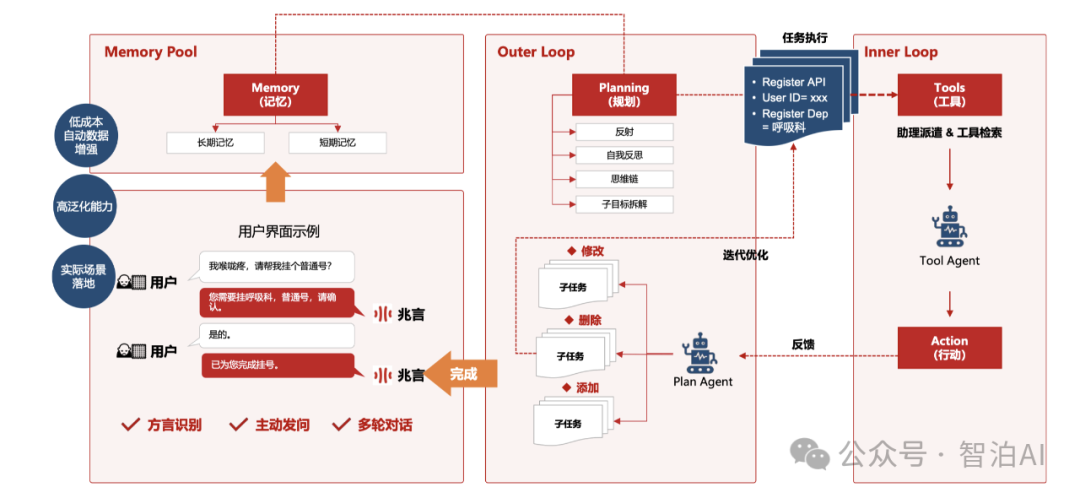 Memory Pool
Memory
(记忆)
长期记忆
短期记忆
低成本
自动数据
增强
高泛化能力
实际场景
落地
用户界面示例
我喉咙疼，请帮我挂个普通号?
用户
您需要挂呼吸科，普通号，请确
认。
兆言
是的。
用户
已为您完成挂号。
兆言
方言识别
主动发问
多轮对话
完成
Outer Loop
Planning
(规划)
反射
自我反思
思维链
子目标拆解
修改
子任务
删除
子任务
添加
子任务
Plan Agent
迭代优化
任务执行
• Register API
• User ID= xxx
• Register Dep
= 呼吸科
Inner Loop
Tools
(工具)
助理派遣 & 工具检索
Tool Agent
Action
(行动)
反馈
公众号 · 智泊AI